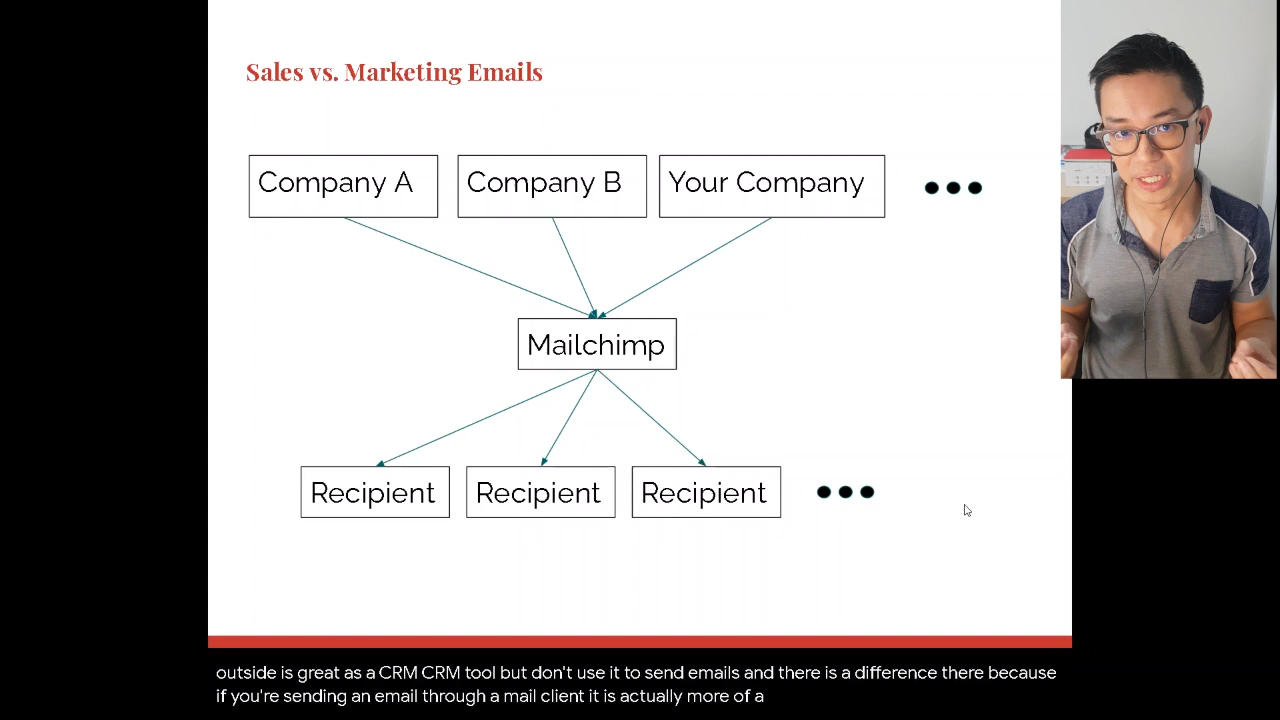 Sales vs. Marketing Emails
Company A
Company B
Your Company
Mailchimp
Recipient
Recipient
Recipient
outside is great as a CRM CRM tool but don't use it to send emails and there is a difference there because
if you're sending an email through a mail client it is actually more of a